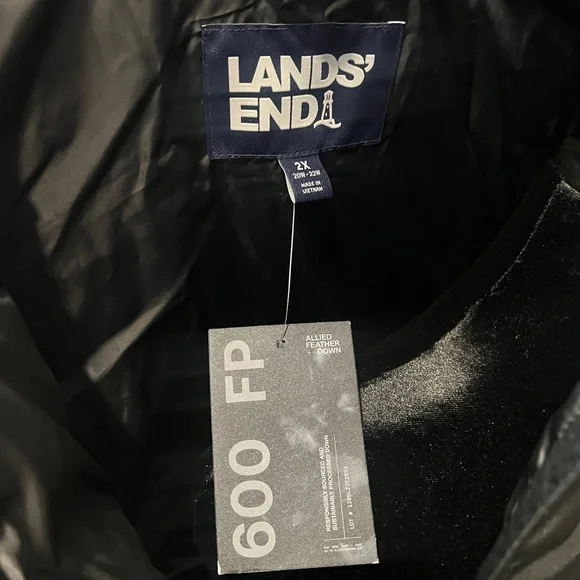 LANDS'
END
2X
20W-22W
MADE IN
VIETNAM
600 FP
ALLIED
FEATHER
+ DOWN
RESPONSIBLY SOURCED AND
SUSTAINABLY PROCESSED DOWN
LOT #